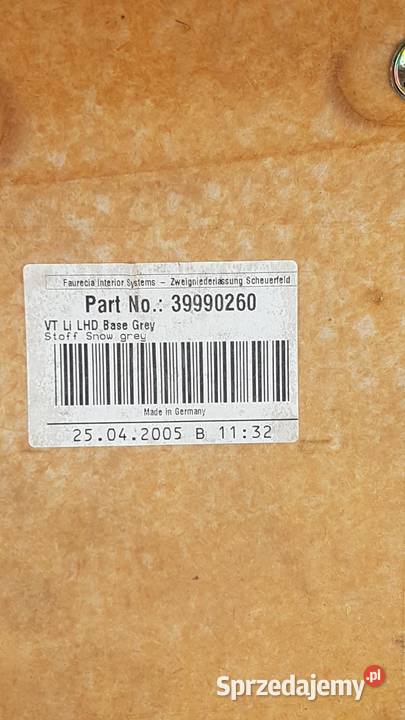 Faurecia Interior Systems – Zweigniederlassung Scheuerfeld
Part No.: 39990260
VT Li LHD Base Grey
Stoff Snow grey
Made in Germany
25.04.2005 B 11:32
Sprzedajemy.pl